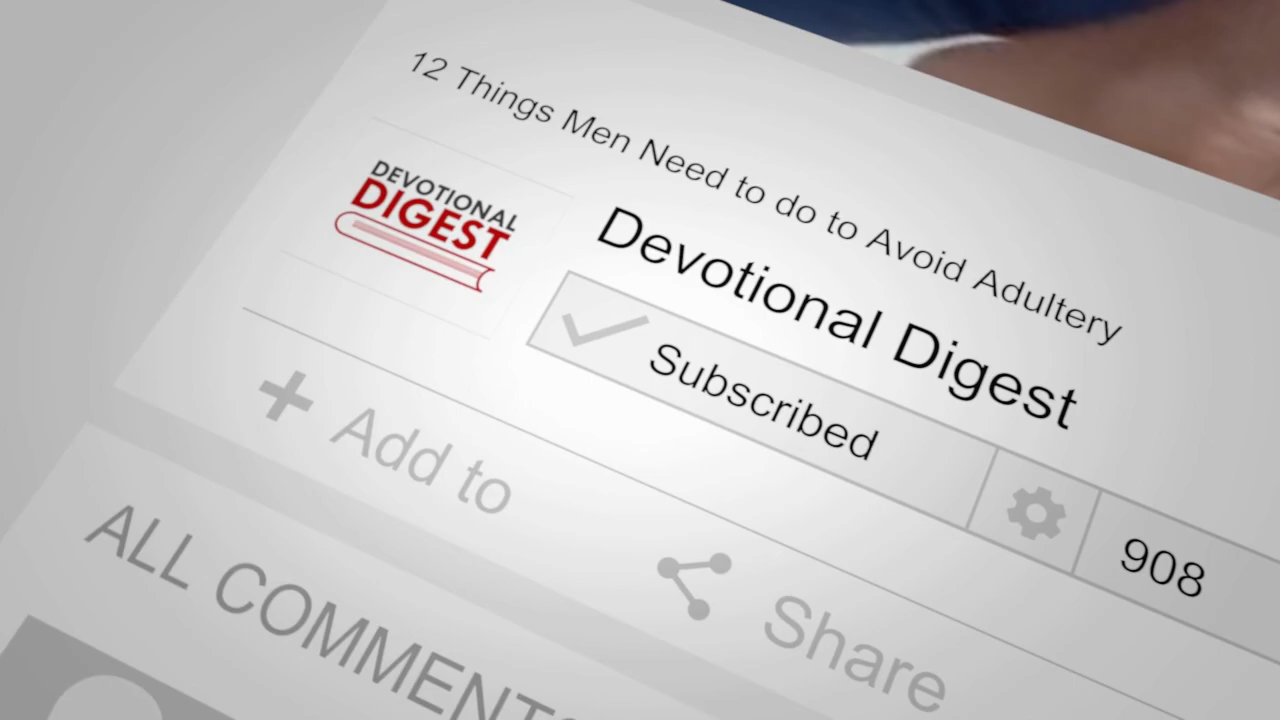 12 Things Men Need to do to Avoid Adultery
DEVOTIONAL
DIGEST
Devotional Digest
Subscribed
908
Add to
Share
ALL COMMENTS